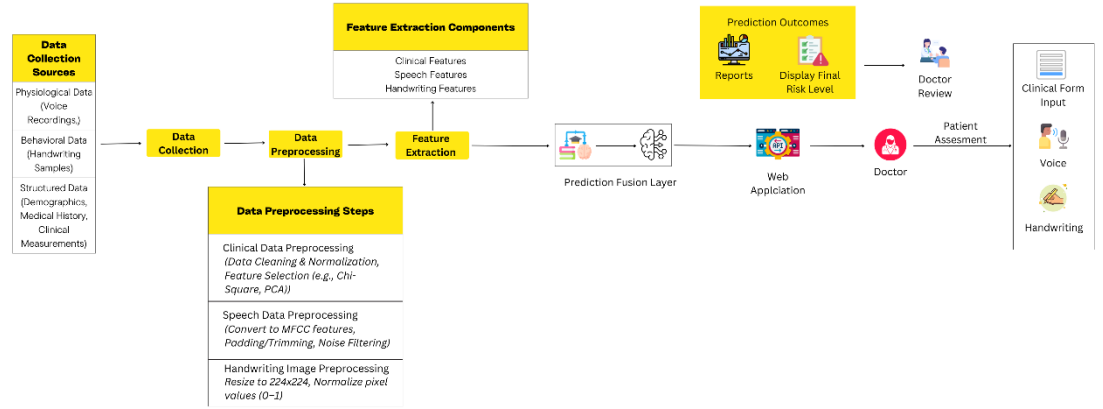 Data
Collection
Sources
Physiological Data
(Voice
Recordings,)
Behavioral Data
(Handwriting
Samples)
Structured Data
(Demographics,
Medical History,
Clinical
Measurements)
Data
Collection
Data
Preprocessing
Feature
Extraction
Feature Extraction Components
Clinical Features
Speech Features
Handwriting Features
Data Preprocessing Steps
Clinical Data Preprocessing
(Data Cleaning & Normalization,
Feature Selection (e.g., Chi-
Square, PCA))
Speech Data Preprocessing
(Convert to MFCC features,
Padding/Trimming, Noise Filtering)
Handwriting Image Preprocessing
Resize to 224x224, Normalize pixel
values (0–1)
Prediction Fusion Layer
API
Web
Applciation
Doctor
Patient
Assesment
Prediction Outcomes
Reports
Display Final
Risk Level
Doctor
Review
Clinical Form
Input
Voice
Handwriting